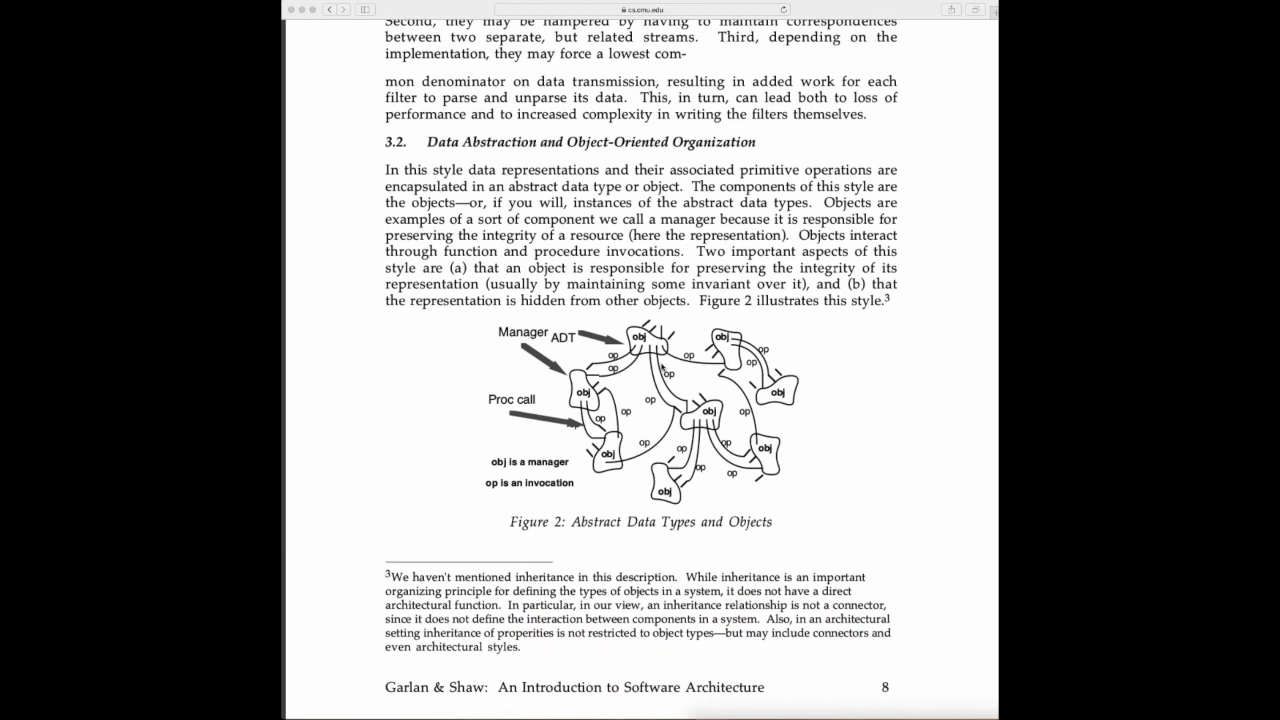 cs.cmu.edu
Second, they may be hampered by having to maintain correspondences
between two separate, but related streams. Third, depending on the
implementation, they may force a lowest com-
mon denominator on data transmission, resulting in added work for each
filter to parse and unparse its data. This, in turn, can lead both to loss of
performance and to increased complexity in writing the filters themselves.
3.2. Data Abstraction and Object-Oriented Organization
In this style data representations and their associated primitive operations are
encapsulated in an abstract data type or object. The components of this style are
the objects—or, if you will, instances of the abstract data types. Objects are
examples of a sort of component we call a manager because it is responsible for
preserving the integrity of a resource (here the representation). Objects interact
through function and procedure invocations. Two important aspects of this
style are (a) that an object is responsible for preserving the integrity of its
representation (usually by maintaining some invariant over it), and (b) that
the representation is hidden from other objects. Figure 2 illustrates this style.3
Manager
ADT
obj
obj
op
op
op
op
op
op
obj
obj
Proc call
op
obj
op
op
op
op
obj
op
op
obj
obj is a manager
op
op
obj
op is an invocation
Figure 2: Abstract Data Types and Objects
3We haven't mentioned inheritance in this description. While inheritance is an important
organizing principle for defining the types of objects in a system, it does not have a direct
architectural function. In particular, in our view, an inheritance relationship is not a connector,
since it does not define the interaction between components in a system. Also, in an architectural
setting inheritance of properities is not restricted to object types—but may include connectors and
even architectural styles.
Garlan & Shaw: An Introduction to Software Architecture 8